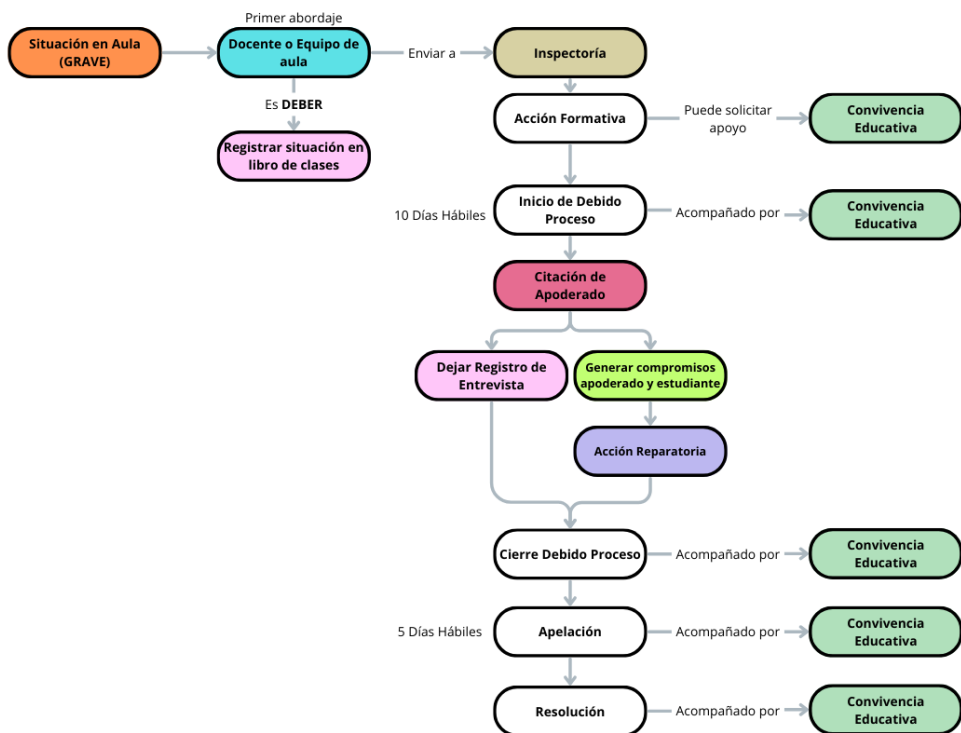 Primer abordaje
Situación en Aula
(GRAVE)
Docente o Equipo de
aula
Enviar a
Inspectoría
Es DEBER
Registrar situación en
libro de clases
Acción Formativa
Puede solicitar
apoyo
Convivencia
Educativa
10 Días Hábiles
Inicio de Debido
Proceso
Acompañado por
Convivencia
Educativa
Citación de
Apoderado
Dejar Registro de
Entrevista
Generar compromisos
apoderado y estudiante
Acción Reparatoria
Cierre Debido Proceso
Acompañado por
Convivencia
Educativa
5 Días Hábiles
Apelación
Acompañado por
Convivencia
Educativa
Resolución
Acompañado por
Convivencia
Educativa